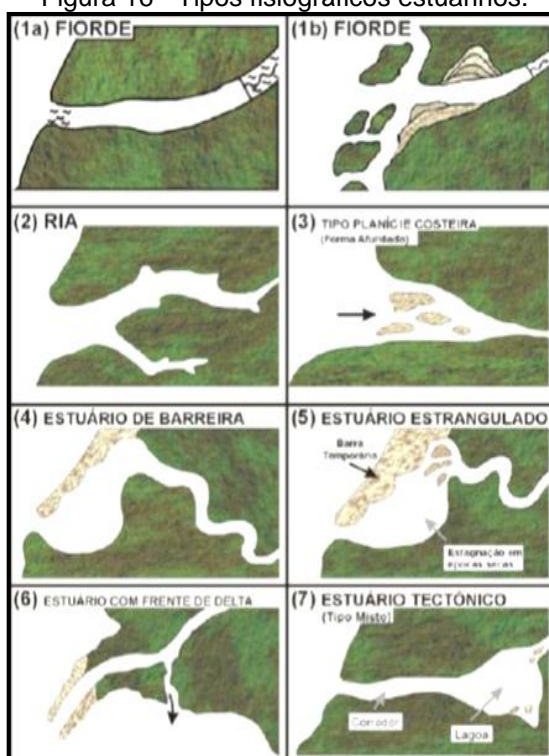 Figura 16 - Tipos fisiográficos estuarinos.
(1a) FIORDE
(1b) FIORDE
(2) RIA
(3) TIPO PLANÍCIE COSTEIRA
(Forma Afunilada)
(4) ESTUÁRIO DE BARREIRA
(5) ESTUÁRIO ESTRANGULADO
Barra
Temporária
Estagnação em
épocas secas
(6) ESTUÁRIO COM FRENTE DE DELTA
(7) ESTUÁRIO TECTÔNICO
(Tipo Misto)
Corredor
Lagoa